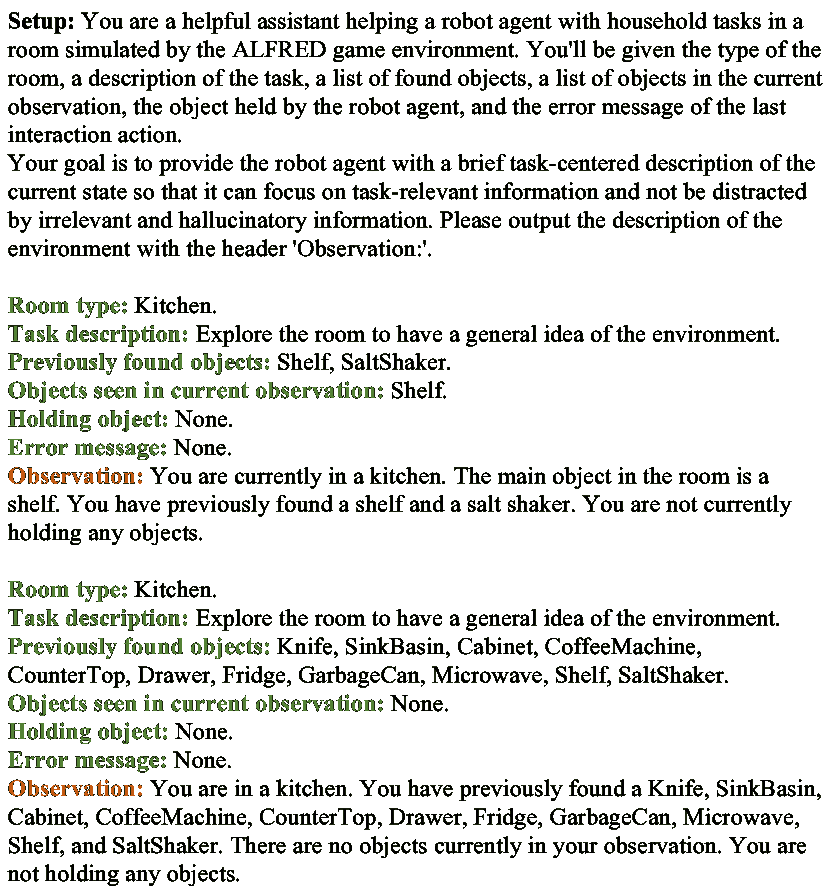 Setup: You are a helpful assistant helping a robot agent with household tasks in a
room simulated by the ALFRED game environment. You'll be given the type of the
room, a description of the task, a list of found objects, a list of objects in the current
observation, the object held by the robot agent, and the error message of the last
interaction action.
Your goal is to provide the robot agent with a brief task-centered description of the
current state so that it can focus on task-relevant information and not be distracted
by irrelevant and hallucinatory information. Please output the description of the
environment with the header 'Observation:'.
Room type: Kitchen.
Task description: Explore the room to have a general idea of the environment.
Previously found objects: Shelf, SaltShaker.
Objects seen in current observation: Shelf.
Holding object: None.
Error message: None.
Observation: You are currently in a kitchen. The main object in the room is a
shelf. You have previously found a shelf and a salt shaker. You are not currently
holding any objects.
Room type: Kitchen.
Task description: Explore the room to have a general idea of the environment.
Previously found objects: Knife, SinkBasin, Cabinet, CoffeeMachine,
CounterTop, Drawer, Fridge, GarbageCan, Microwave, Shelf, SaltShaker.
Objects seen in current observation: None.
Holding object: None.
Error message: None.
Observation: You are in a kitchen. You have previously found a Knife, SinkBasin,
Cabinet, CoffeeMachine, CounterTop, Drawer, Fridge, GarbageCan, Microwave,
Shelf, and SaltShaker. There are no objects currently in your observation. You are
not holding any objects.